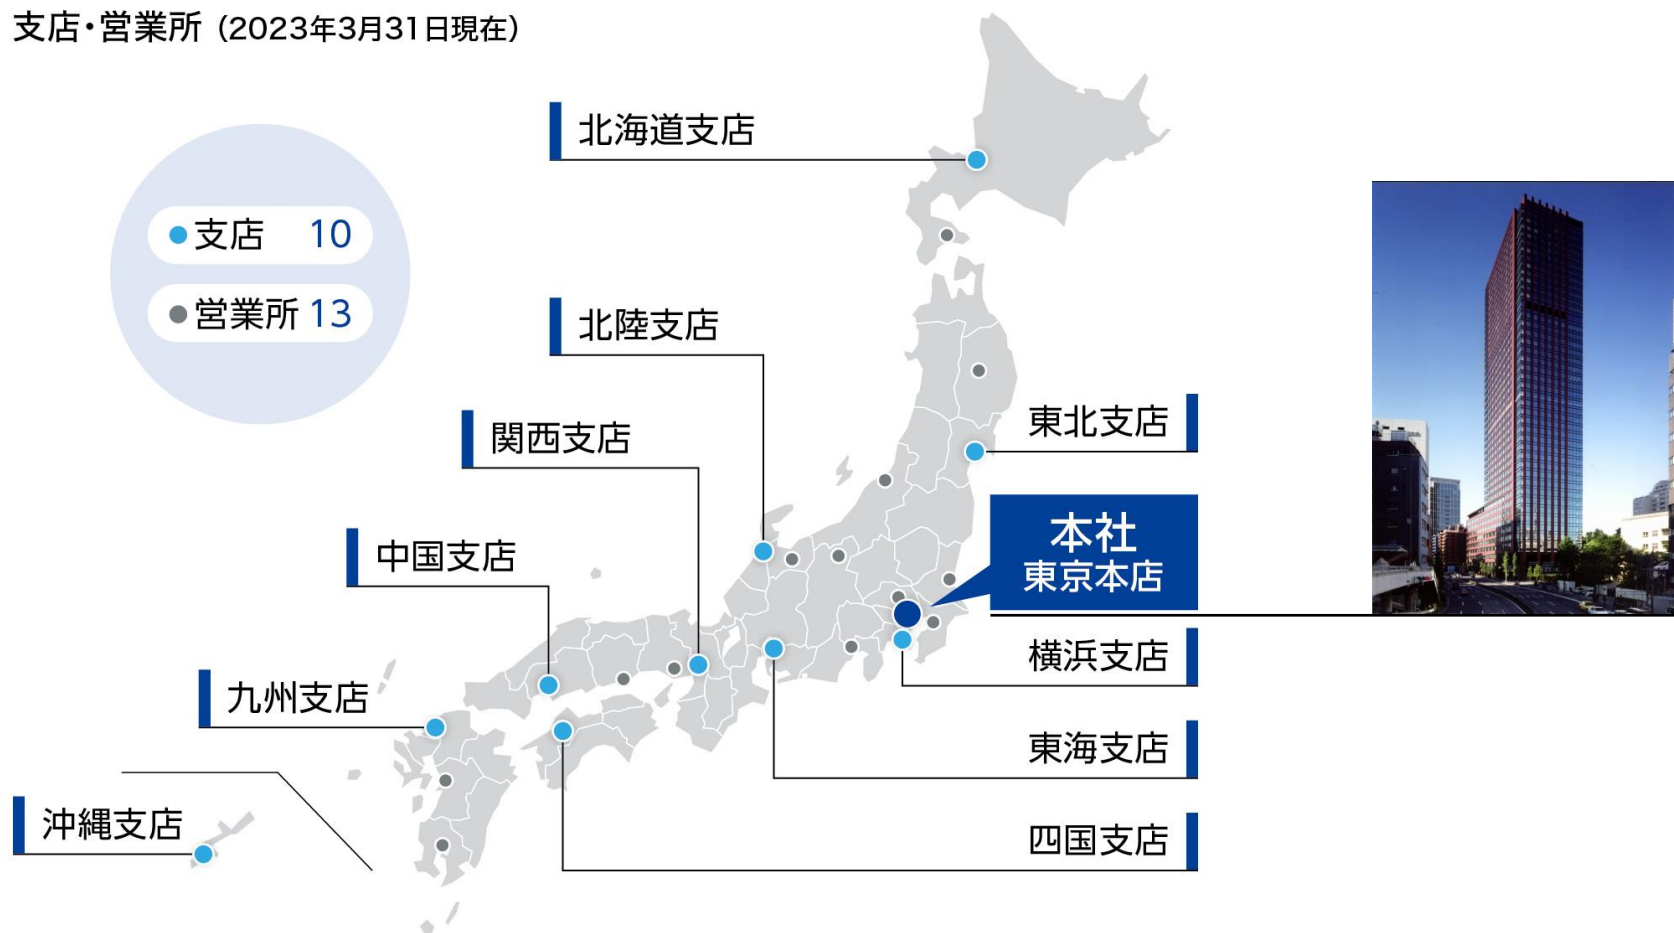 支店・営業所(2023年3月31日現在)
北海道支店
支店 10
営業所 13
北陸支店
関西支店
東北支店
本社
東京本店
中国支店
横浜支店
九州支店
東海支店
沖縄支店
四国支店